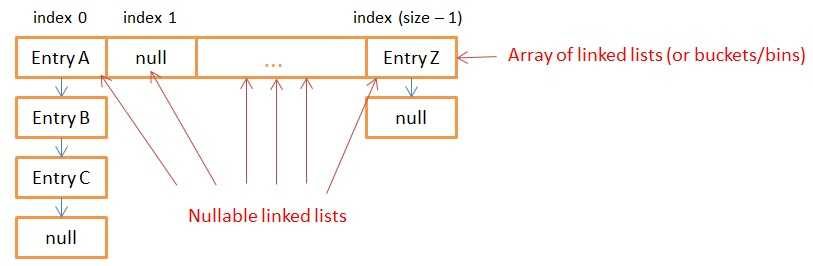 index 0
index 1
index (size – 1)
Entry A
null
...
Entry Z
Array of linked lists (or buckets/bins)
Entry B
null
Entry C
Nullable linked lists
null